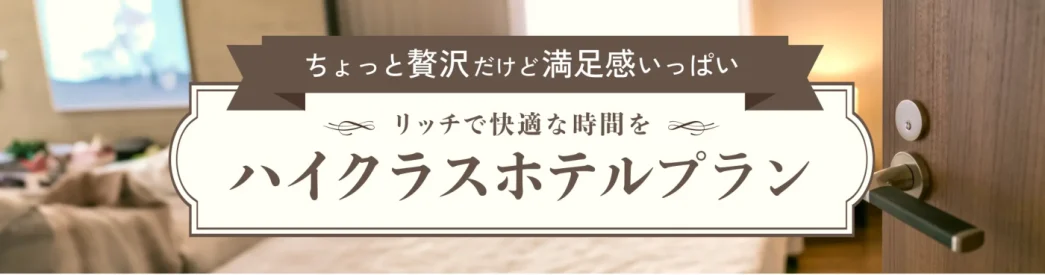 ちょっと贅沢だけど満足感いっぱい
リッチで快適な時間を
ハイクラスホテルプラン